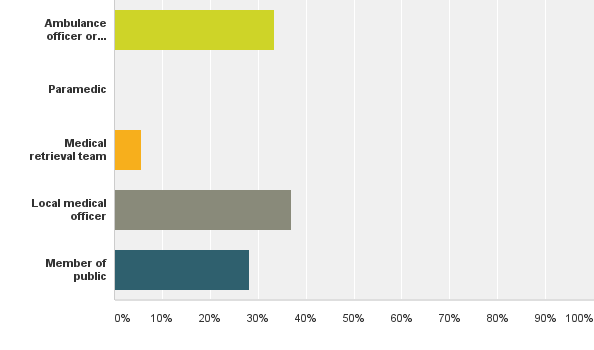 Ambulance
officer or...
Paramedic
Medical
retrieval team
Local medical
officer
Member of
public
0% 10% 20% 30% 40% 50% 60% 70% 80% 90% 100%